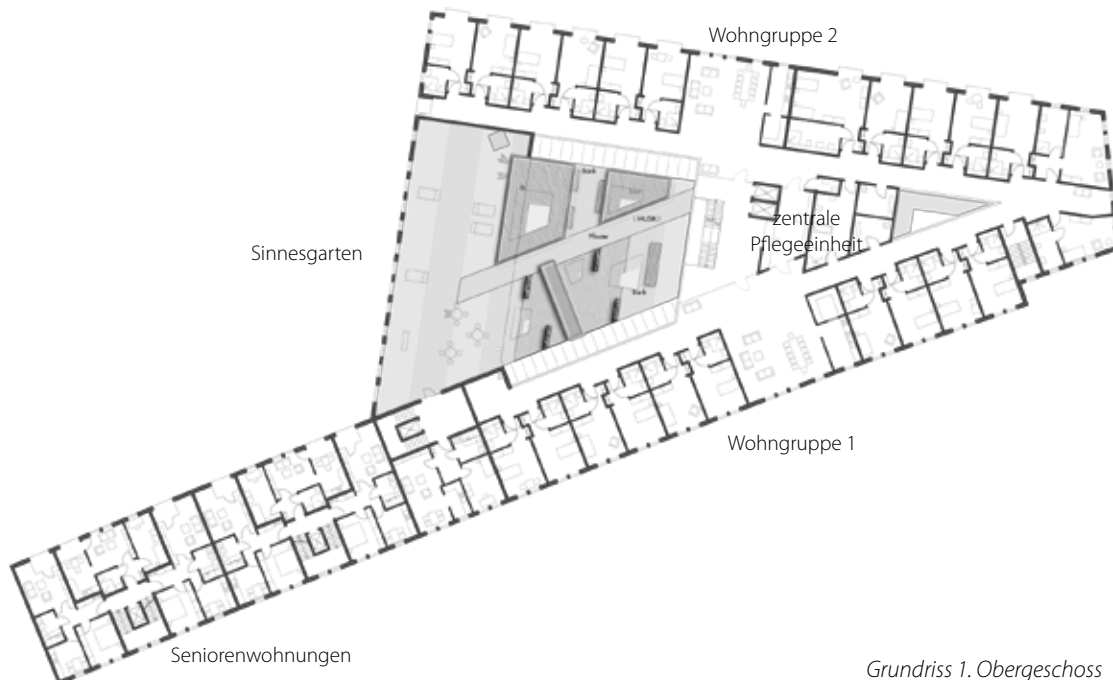 Wohngruppe 2
Sinnesgarten
zentrale
Pflegeeinheit
Wohngruppe 1
Seniorenwohnungen
Grundriss 1. Obergeschoss